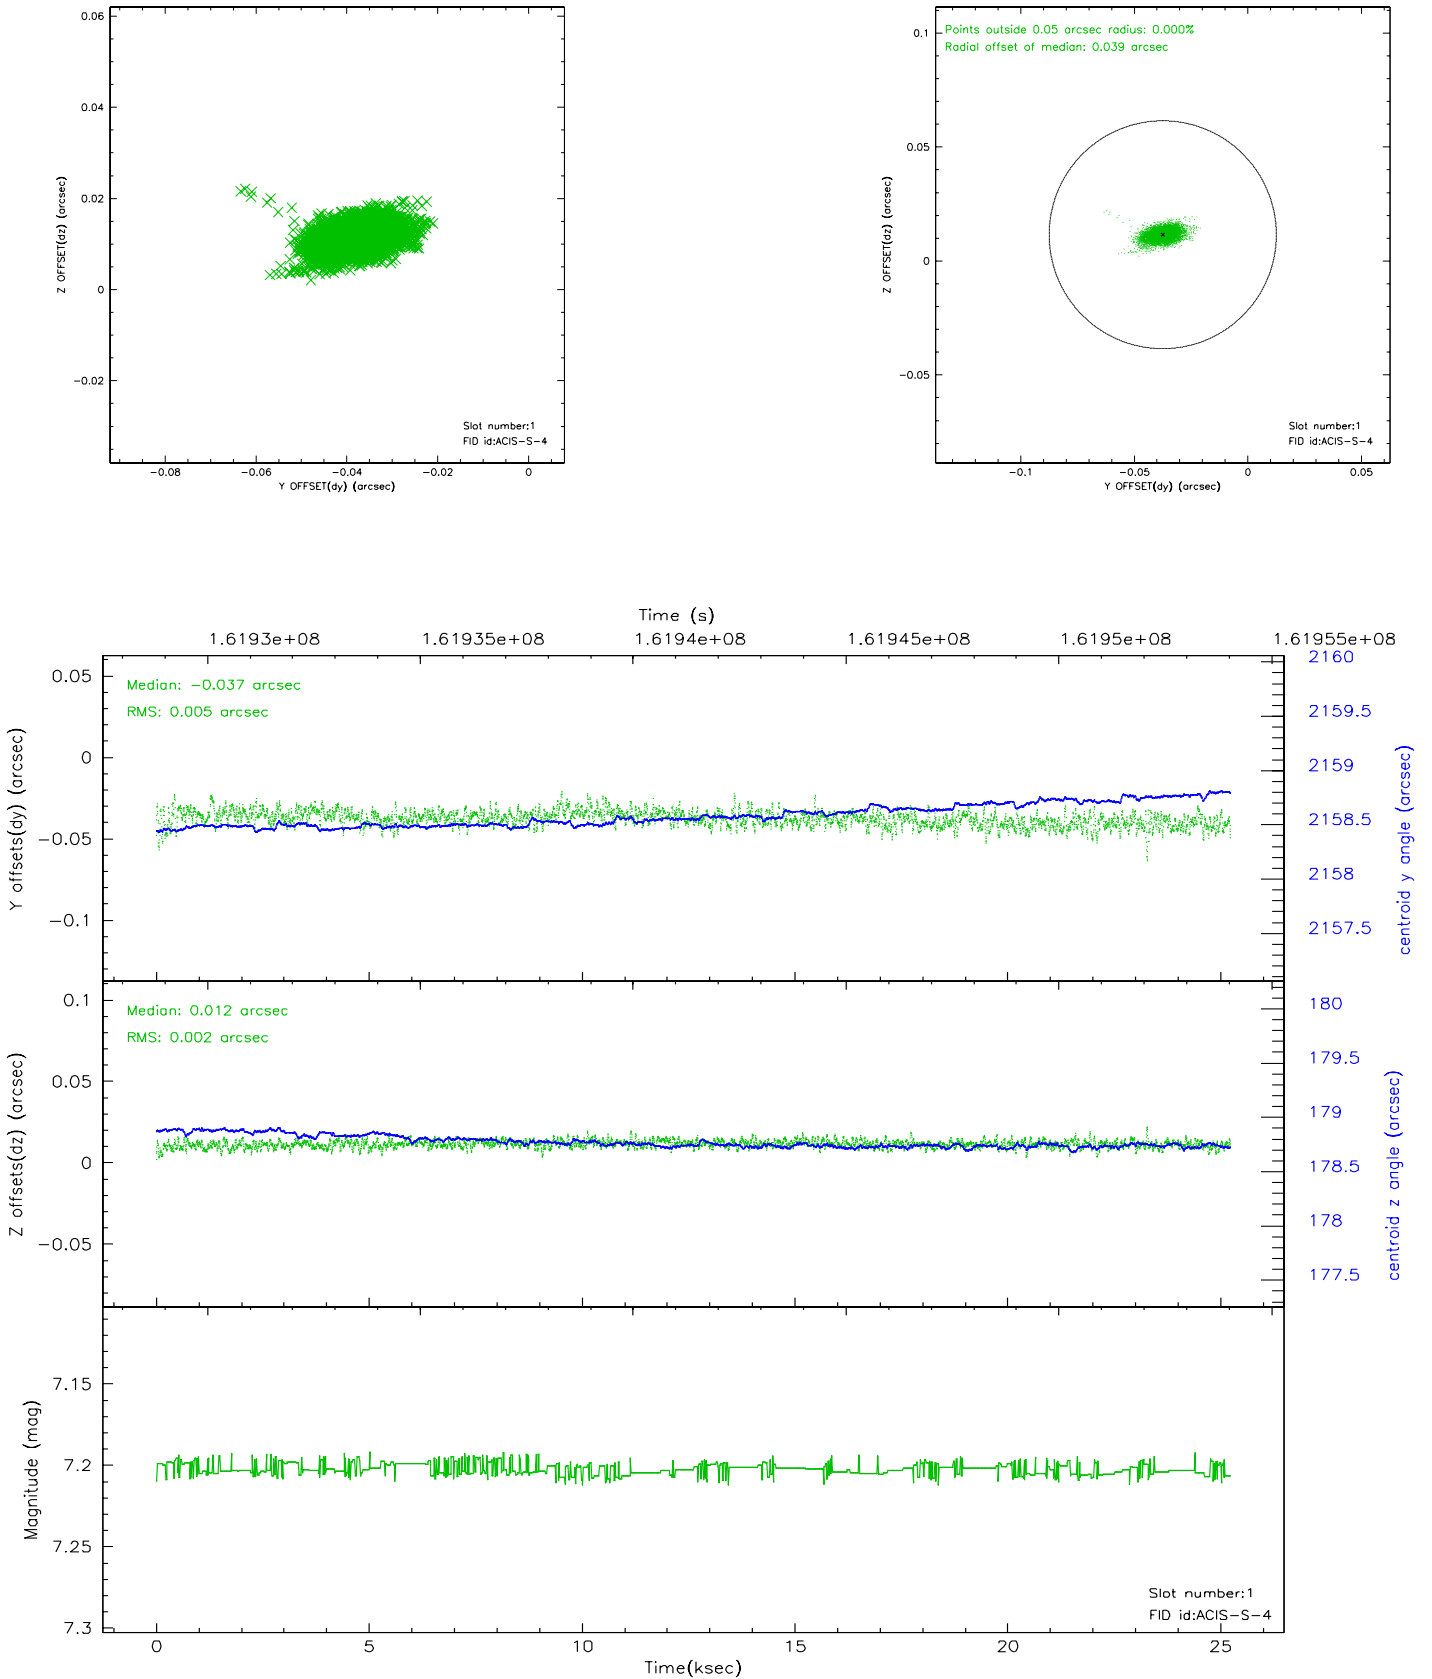 0.06
0.04
0.02
0
−0.02
Z OFFSET(dz) (arcsec)
Slot number:1
FID id:ACIS−S−4
−0.08 −0.06 −0.04 −0.02 0
Y OFFSET(dy) (arcsec)
Points outside 0.05 arcsec radius: 0.000%
Radial offset of median: 0.039 arcsec
0.1
0.05
0
−0.05
Z OFFSET(dz) (arcsec)
Slot number:1
FID id:ACIS−S−4
−0.1 −0.05 0 0.05
Y OFFSET(dy) (arcsec)
Time (s)
1.6193e+08 1.61935e+08 1.6194e+08 1.61945e+08 1.6195e+08 1.61955e+08
Median: −0.037 arcsec
RMS: 0.005 arcsec
0.05
0
−0.05
−0.1
Y offsets(dy) (arcsec)
2160
2159.5
2159
2158.5
2158
2157.5
centroid y angle (arcsec)
Median: 0.012 arcsec
RMS: 0.002 arcsec
0.1
0.05
0
−0.05
Z offsets(dz) (arcsec)
180
179.5
179
178.5
178
177.5
centroid z angle (arcsec)
7.15
7.2
7.25
7.3
Magnitude (mag)
Slot number:1
FID id:ACIS−S−4
0 5 10 15 20 25
Time(ksec)